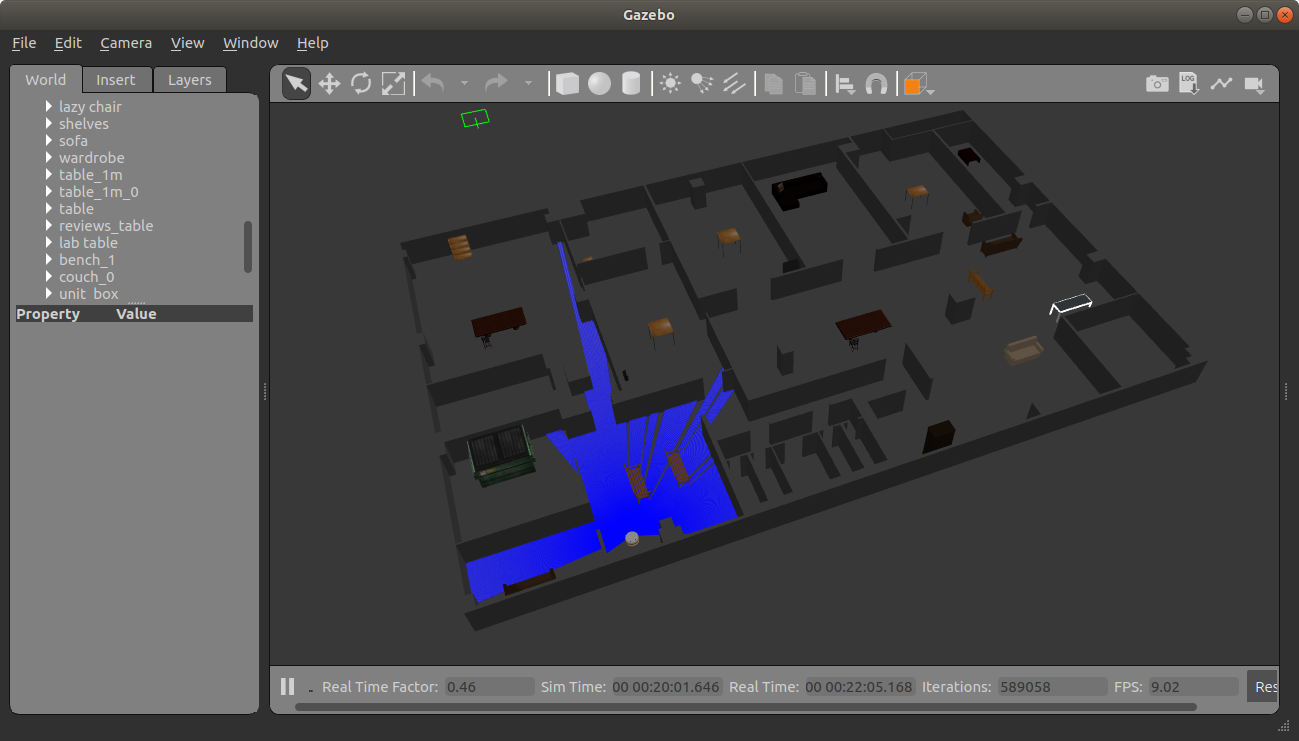 Gazebo
File Edit Camera View Window Help
World Insert Layers
LOG
lazy chair
shelves
sofa
wardrobe
table_1m
table_1m_0
table
reviews_table
lab table
bench_1
couch_0
unit_box
Property Value
Real Time Factor: 0.46 Sim Time: 00 00:20:01.646 Real Time: 00 00:22:05.168 Iterations: 589058 FPS: 9.02 Res